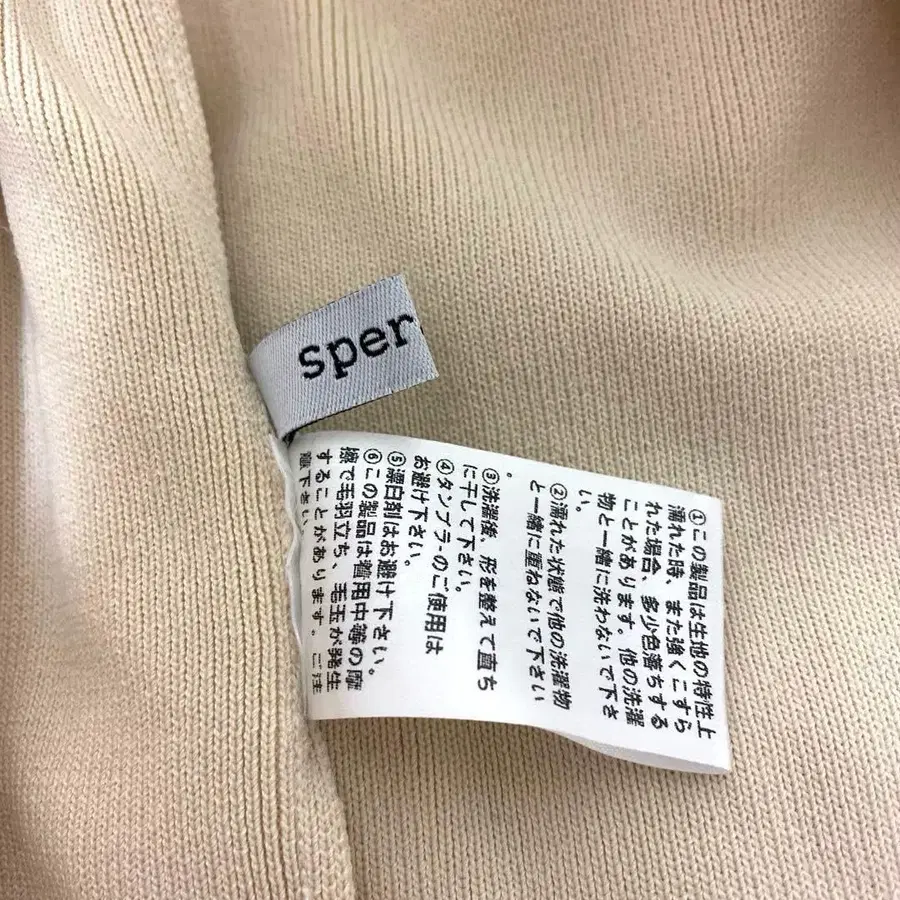 sper
①この製品は生地の特性上
濡れた時、また強くこすら
れた場合、多少色落ちする
ことがあります。他の洗濯
物と一緒に洗わないで下さ
い。
②濡れた状態で他の洗濯物
と一緒に重ねないで下さい
。
③洗濯後、形を整えて直ち
に干して下さい。
④タンブラｰのご使用は
お避け下さい。
⑤漂白剤はお避け下さい。
⑥この製品は着用中等の摩
擦で毛羽立ち、毛玉が発生
することがあります。ご注
意下さい